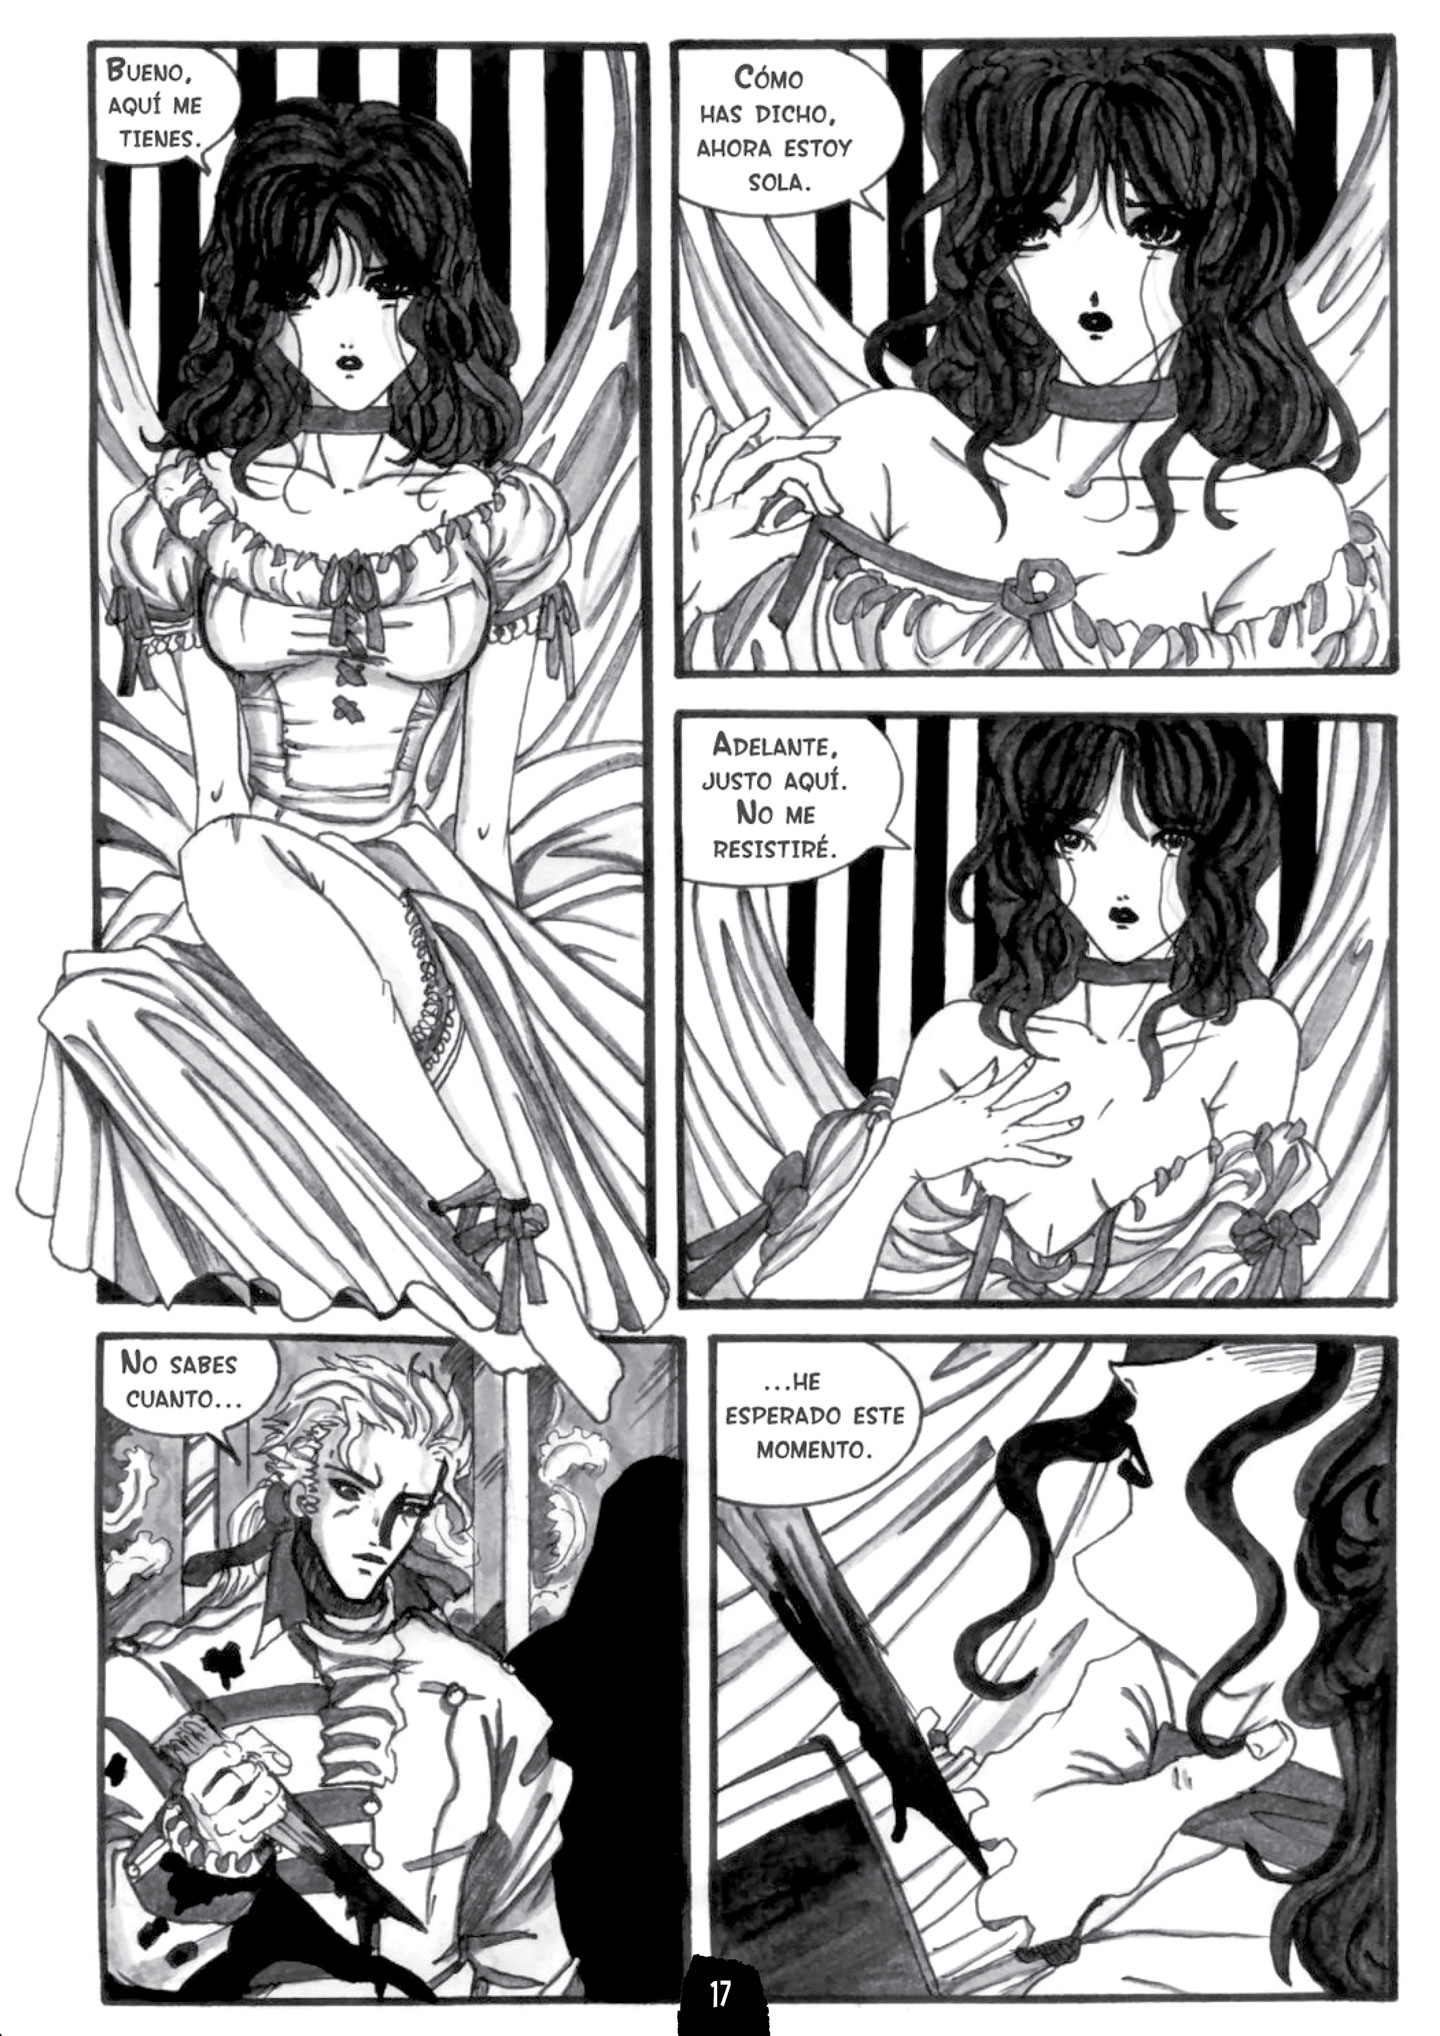 Bueno,
aquí me
tienes.
Cómo
has dicho,
ahora estoy
sola.
Adelante,
justo aquí.
No me
resistiré.
No sabes
cuanto...
...he
esperado este
momento.
17